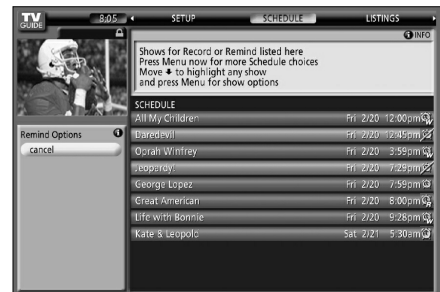 TV GUIDE
8:05
SETUP
SCHEDULE
LISTINGS
INFO
Shows for Record or Remind listed here
Press Menu now for more Schedule choices
Move to highlight any show
and press Menu for show options
SCHEDULE
All My Children Fri 2/20 12:00pm W
Daredevil Fri 2/20 12:45pm
Oprah Winfrey Fri 2/20 3:59pm W
Jeopardy! Fri 2/20 7:29pm
George Lopez Fri 2/20 7:59pm
Great American Fri 2/20 8:00pm R
Life with Bonnie Fri 2/20 9:28pm W
Kate & Leopold Sat 2/21 5:30am
Remind Options
cancel